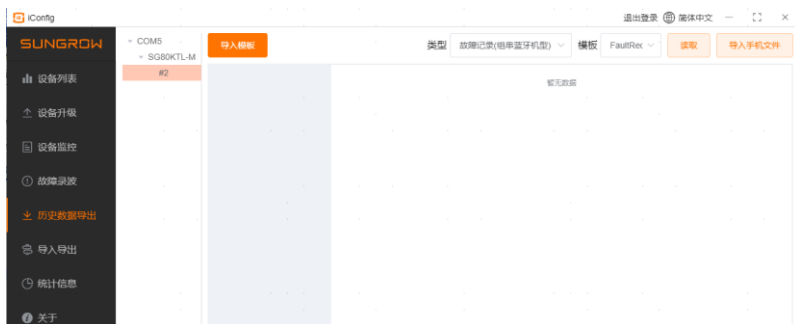 iConfig
退出登录 简体中文
SUNGROW
COM5
SG80KTL-M
#2
导入模板
类型 故障记录(组串蓝牙机型) 模板 FaultRec 读取 导入手机文件
暂无数据
设备列表
设备升级
设备监控
故障录波
历史数据导出
导入导出
统计信息
关于